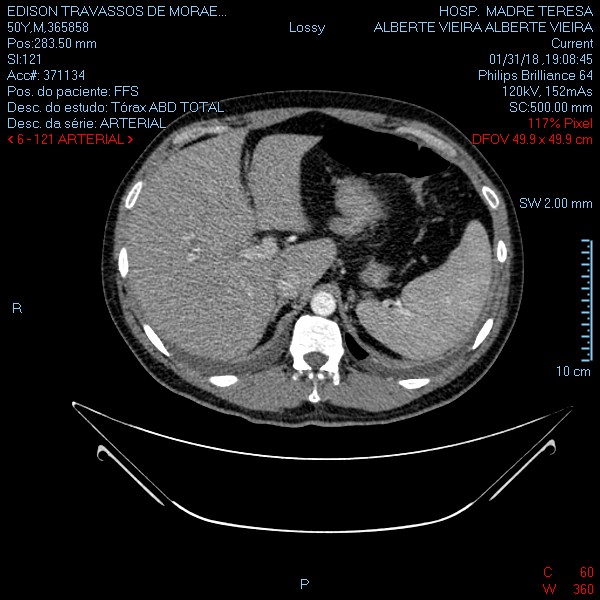 EDISON TRAVASSOS DE MORAE...
50Y,M,365858
Pos:283.50 mm
SI:121
Acc#: 371134
Pos. do paciente: FFS
Desc. do estudo: Tórax ABD TOTAL
Desc. da série: ARTERIAL
< 6 - 121 ARTERIAL >
Lossy
HOSP. MADRE TERESA
ALBERTE VIEIRA ALBERTE VIEIRA
Current
01/31/18 ,19:08:45
Philips Brilliance 64
120kV, 152mAs
SC:500.00 mm
117% Pixel
DFOV 49.9 x 49.9 cm
SW 2.00 mm
R
10 cm
P
C 60
W 360